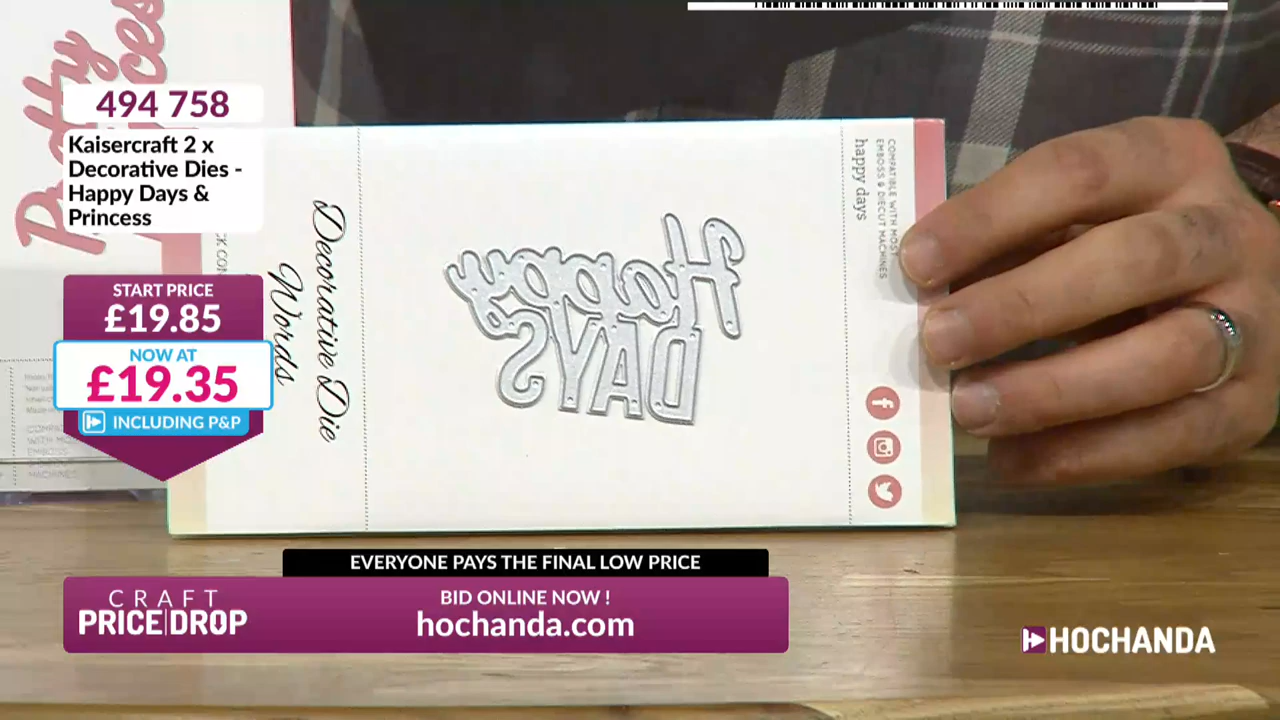 494 758
Kaisercraft 2 x
Decorative Dies -
Happy Days &
Princess
START PRICE
£19.85
NOW AT
£19.35
INCLUDING P&P
Decorative Die
Words
Happy
DAYS
happy days
COMPATIBLE WITH MOST
EMBOSS & DIECUT MACHINES
EVERYONE PAYS THE FINAL LOW PRICE
CRAFT
PRICE DROP
BID ONLINE NOW !
hochanda.com
HOCHANDA